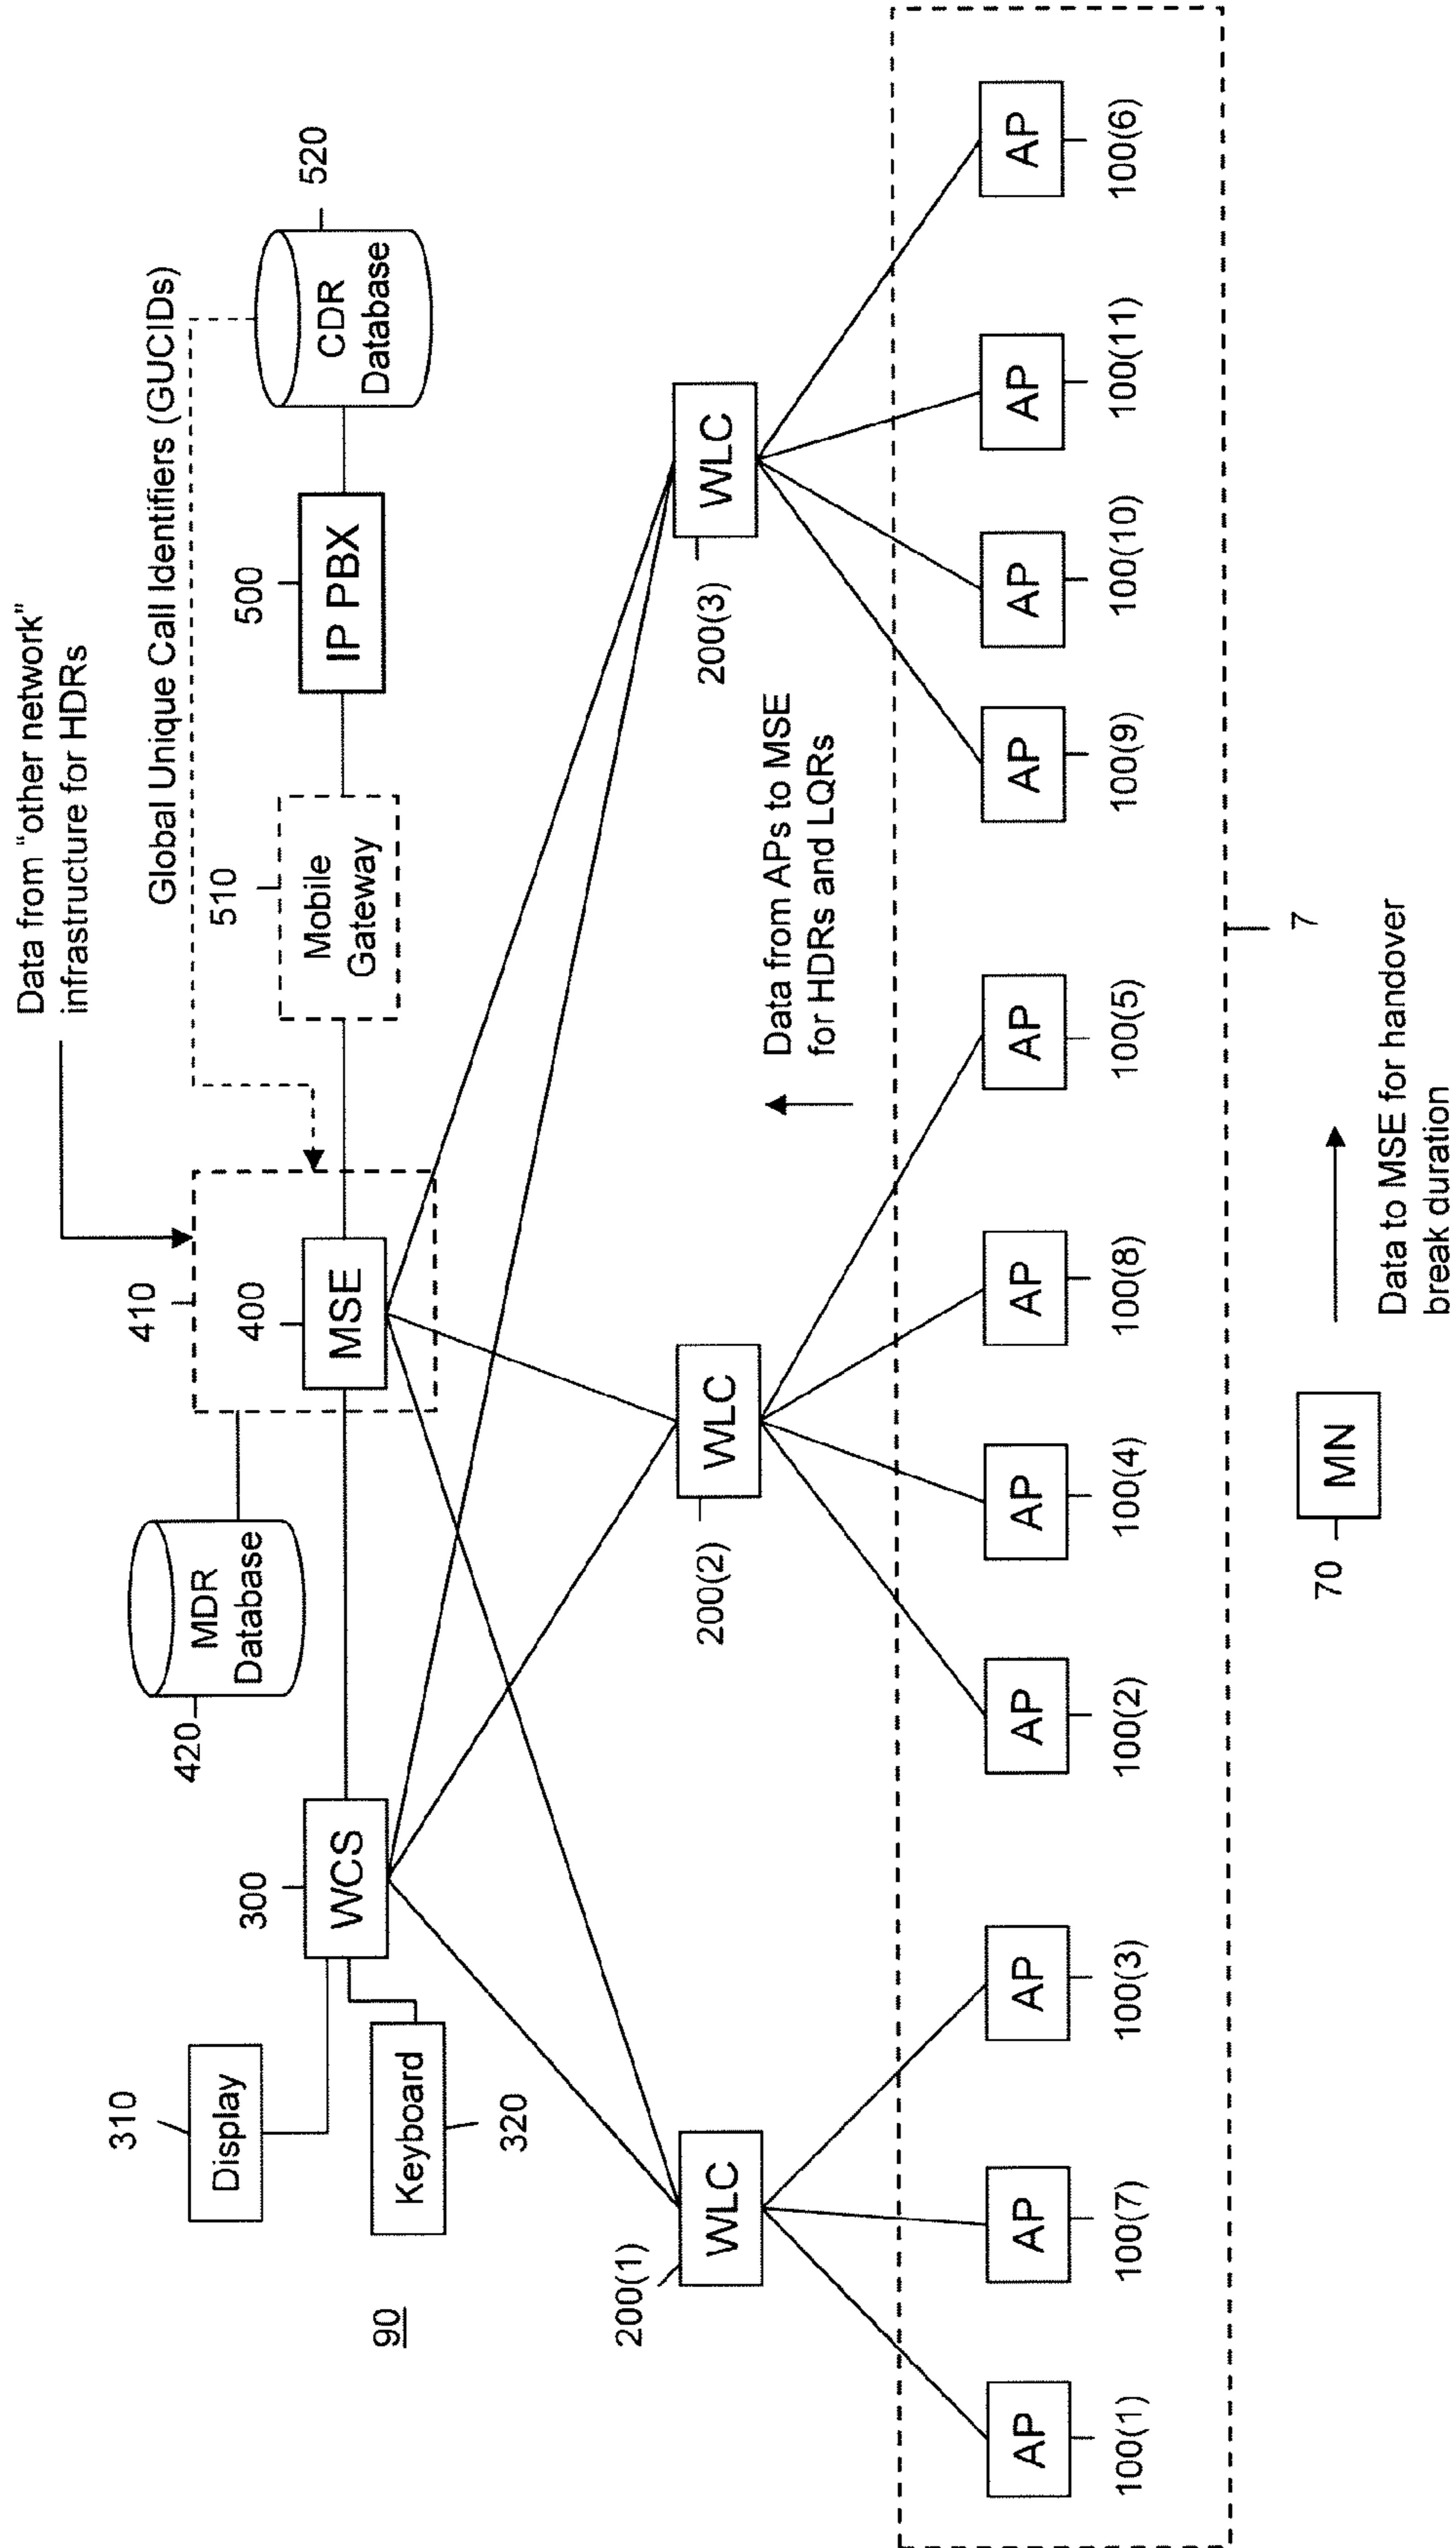 Data from “other network”
infrastructure for HDRs
Global Unique Call Identifiers (GUCIDs)
410
400
MSE
510
Mobile
Gateway
500
IP PBX
520
CDR
Database
MDR
Database
420
300
WCS
310
Display
Keyboard
320
90
200(1)
WLC
200(2)
WLC
200(3)
WLC
Data from APs to MSE
for HDRs and LQRs
AP
AP
AP
AP
AP
AP
AP
AP
AP
AP
AP
100(1)
100(7)
100(3)
100(2)
100(4)
100(8)
100(5)
100(9)
100(10)
100(11)
100(6)
7
70
MN
Data to MSE for handover
break duration